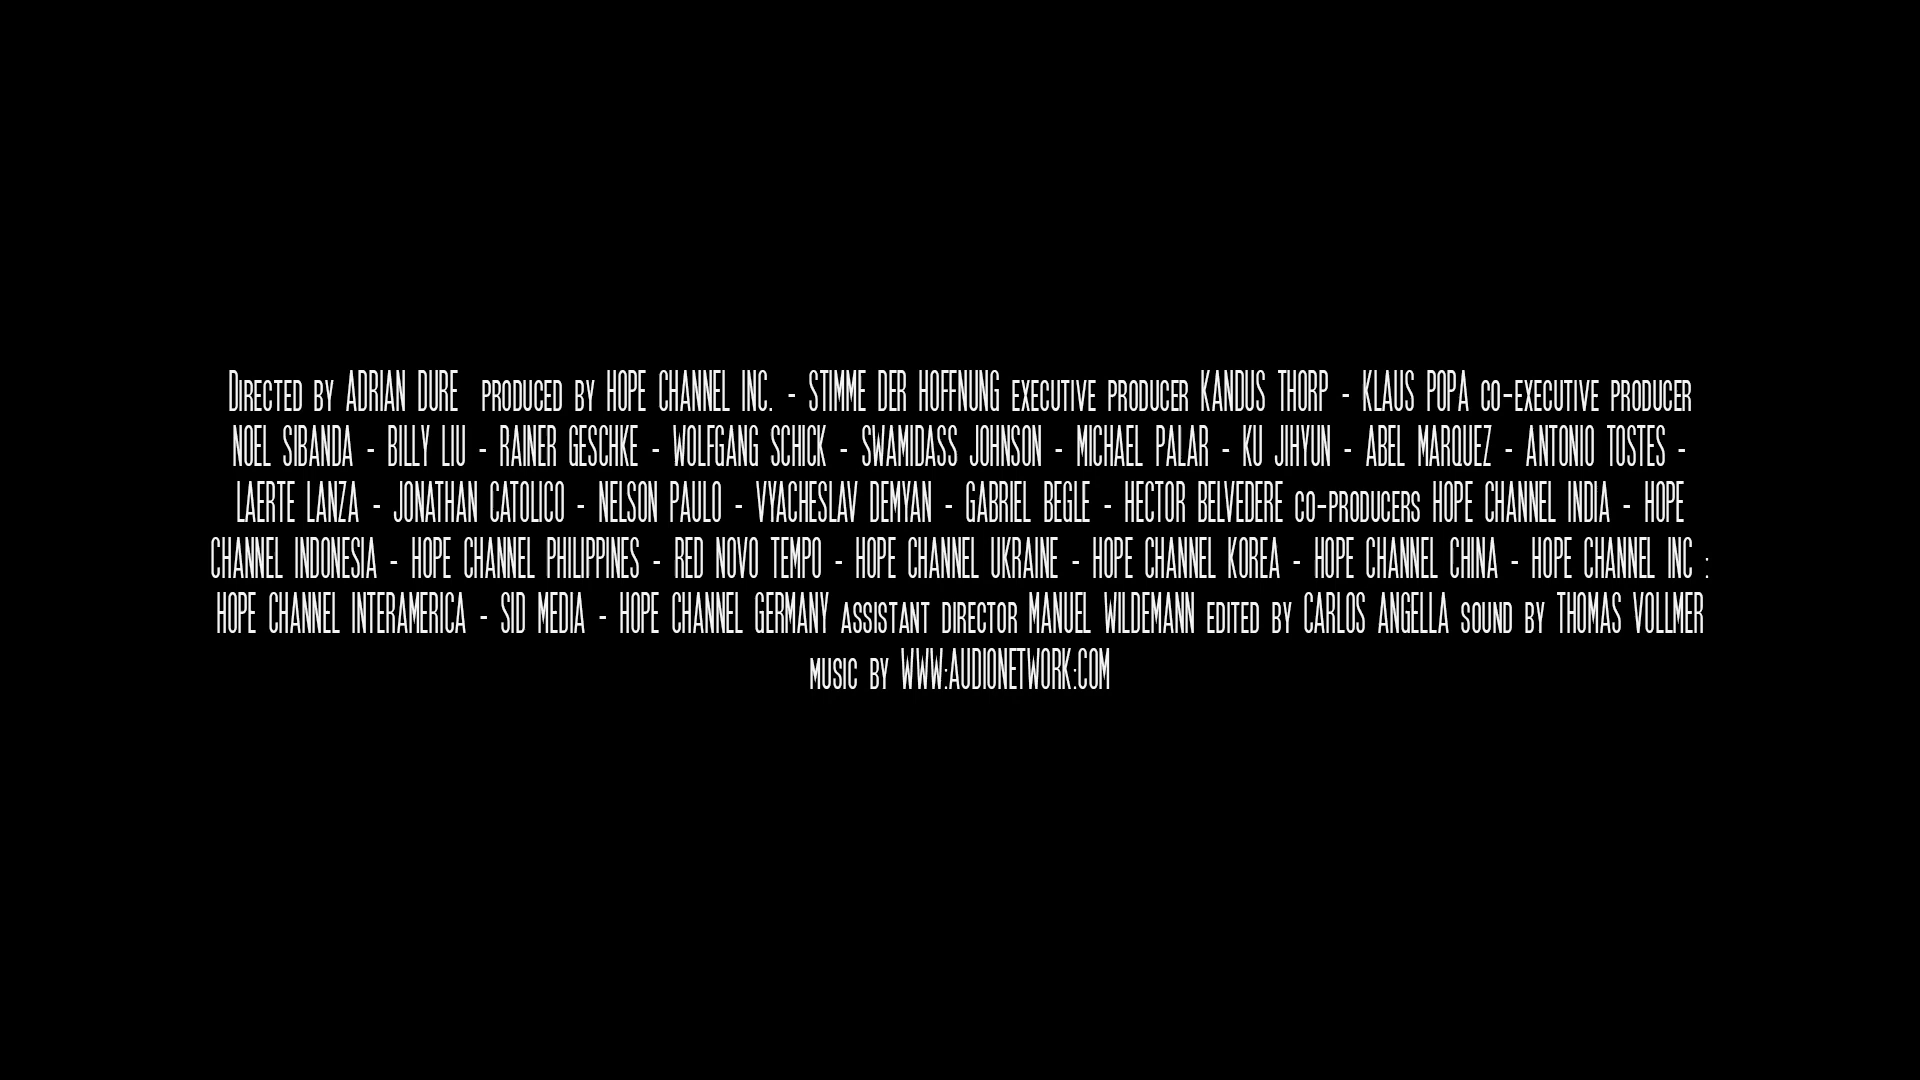 Directed by ADRIAN DURE produced by HOPE CHANNEL INC. - STIMME DER HOFFNUNG executive producer KANDUS THORP - KLAUS POPA co-executive producer
NOEL SIBANDA - BILLY LIU - RAINER GESCHKE - WOLFGANG SCHICK - SWAMIDASS JOHNSON - MICHAEL PALAR - KU JIHYUN - ABEL MARQUEZ - ANTONIO TOSTES -
LAERTE LANZA - JONATHAN CATOLICO - NELSON PAULO - VYACHESLAV DEMYAN - GABRIEL BEGLE - HECTOR BELVEDERE co-producers HOPE CHANNEL INDIA - HOPE
CHANNEL INDONESIA - HOPE CHANNEL PHILIPPINES - RED NOVO TEMPO - HOPE CHANNEL UKRAINE - HOPE CHANNEL KOREA - HOPE CHANNEL CHINA - HOPE CHANNEL INC :
HOPE CHANNEL INTERAMERICA - SID MEDIA - HOPE CHANNEL GERMANY assistant director MANUEL WILDEMANN edited by CARLOS ANGELLA sound by THOMAS VOLLMER
music by WWW:AUDIONETWORK:COM